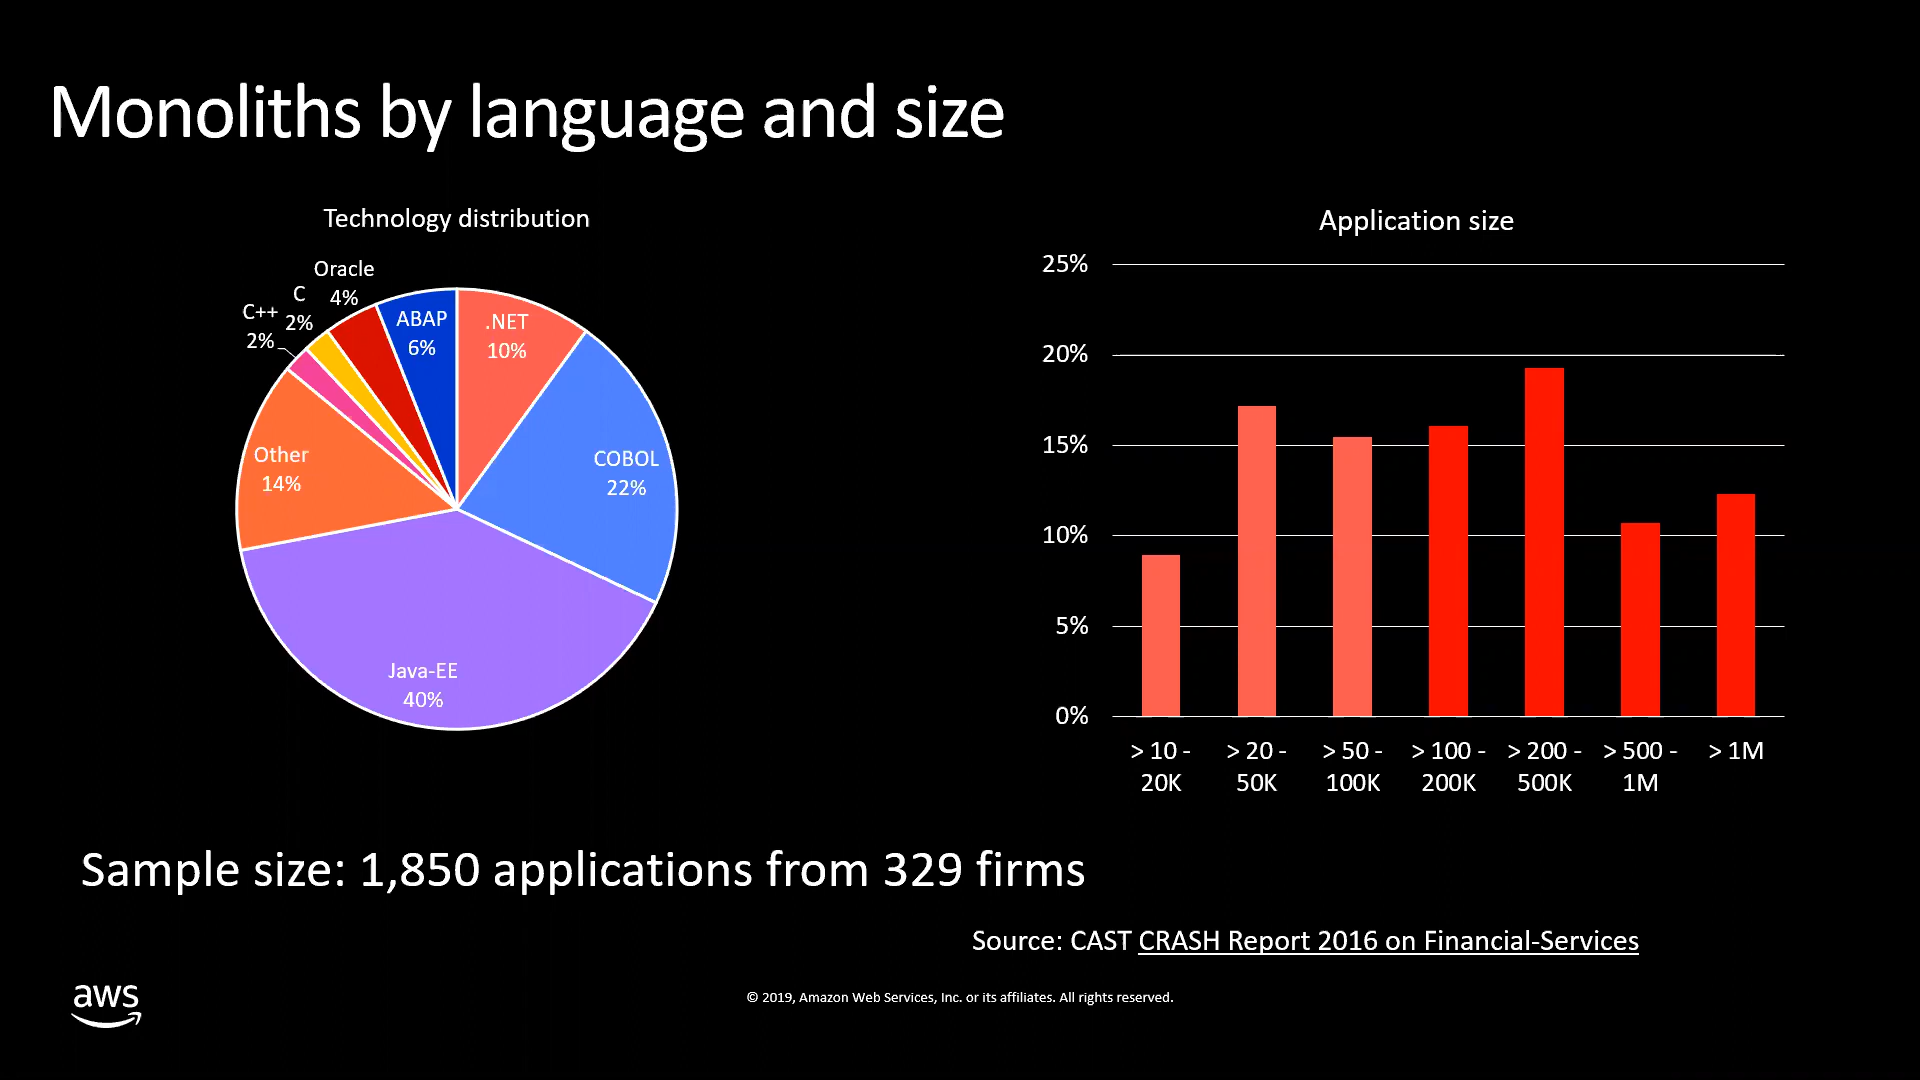 Monoliths by language and size
Technology distribution
Oracle
4%
C
2%
C++
2%
ABAP
6%
.NET
10%
COBOL
22%
Other
14%
Java-EE
40%
Application size
25%
20%
15%
10%
5%
0%
> 10 -
20K
> 20 -
50K
> 50 -
100K
> 100 -
200K
> 200 -
500K
> 500 -
1M
> 1M
Sample size: 1,850 applications from 329 firms
Source: CAST CRASH Report 2016 on Financial-Services
aws
© 2019, Amazon Web Services, Inc. or its affiliates. All rights reserved.